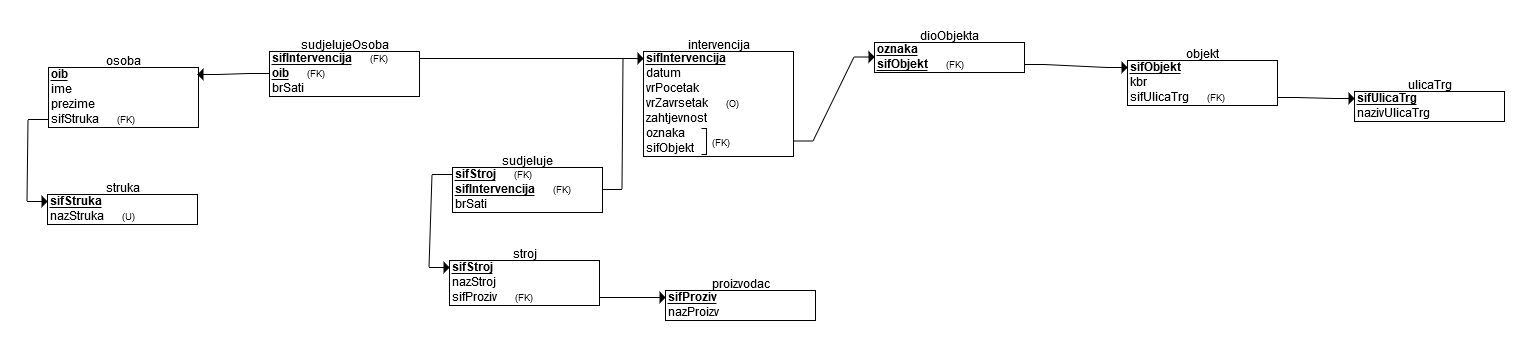 osoba
oib
ime
prezime
sifStruka (FK)
struka
sifStruka
nazStruka (U)
sudjelujeOsoba
sifIntervencija (FK)
oib (FK)
brSati
sudjeluje
sifStroj (FK)
sifIntervencija (FK)
brSati
stroj
sifStroj
nazStroj
sifProziv (FK)
intervencija
sifIntervencija
datum
vrPocetak
vrZavrsetak (O)
zahtjevnost
oznaka
sifObjekt (FK)
proizvodac
sifProziv
nazProizv
dioObjekta
oznaka
sifObjekt (FK)
objekt
sifObjekt
kbr
sifUlicaTrg (FK)
ulicaTrg
sifUlicaTrg
nazivUlicaTrg